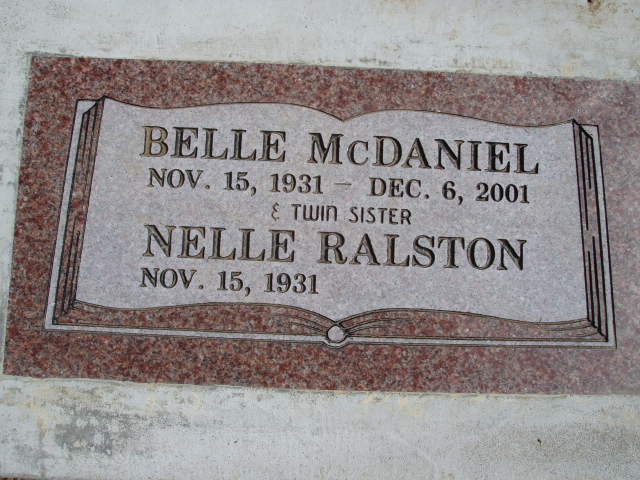 BELLE McDANIEL
NOV. 15, 1931 – DEC. 6, 2001
& TWIN SISTER
NELLE RALSTON
NOV. 15, 1931